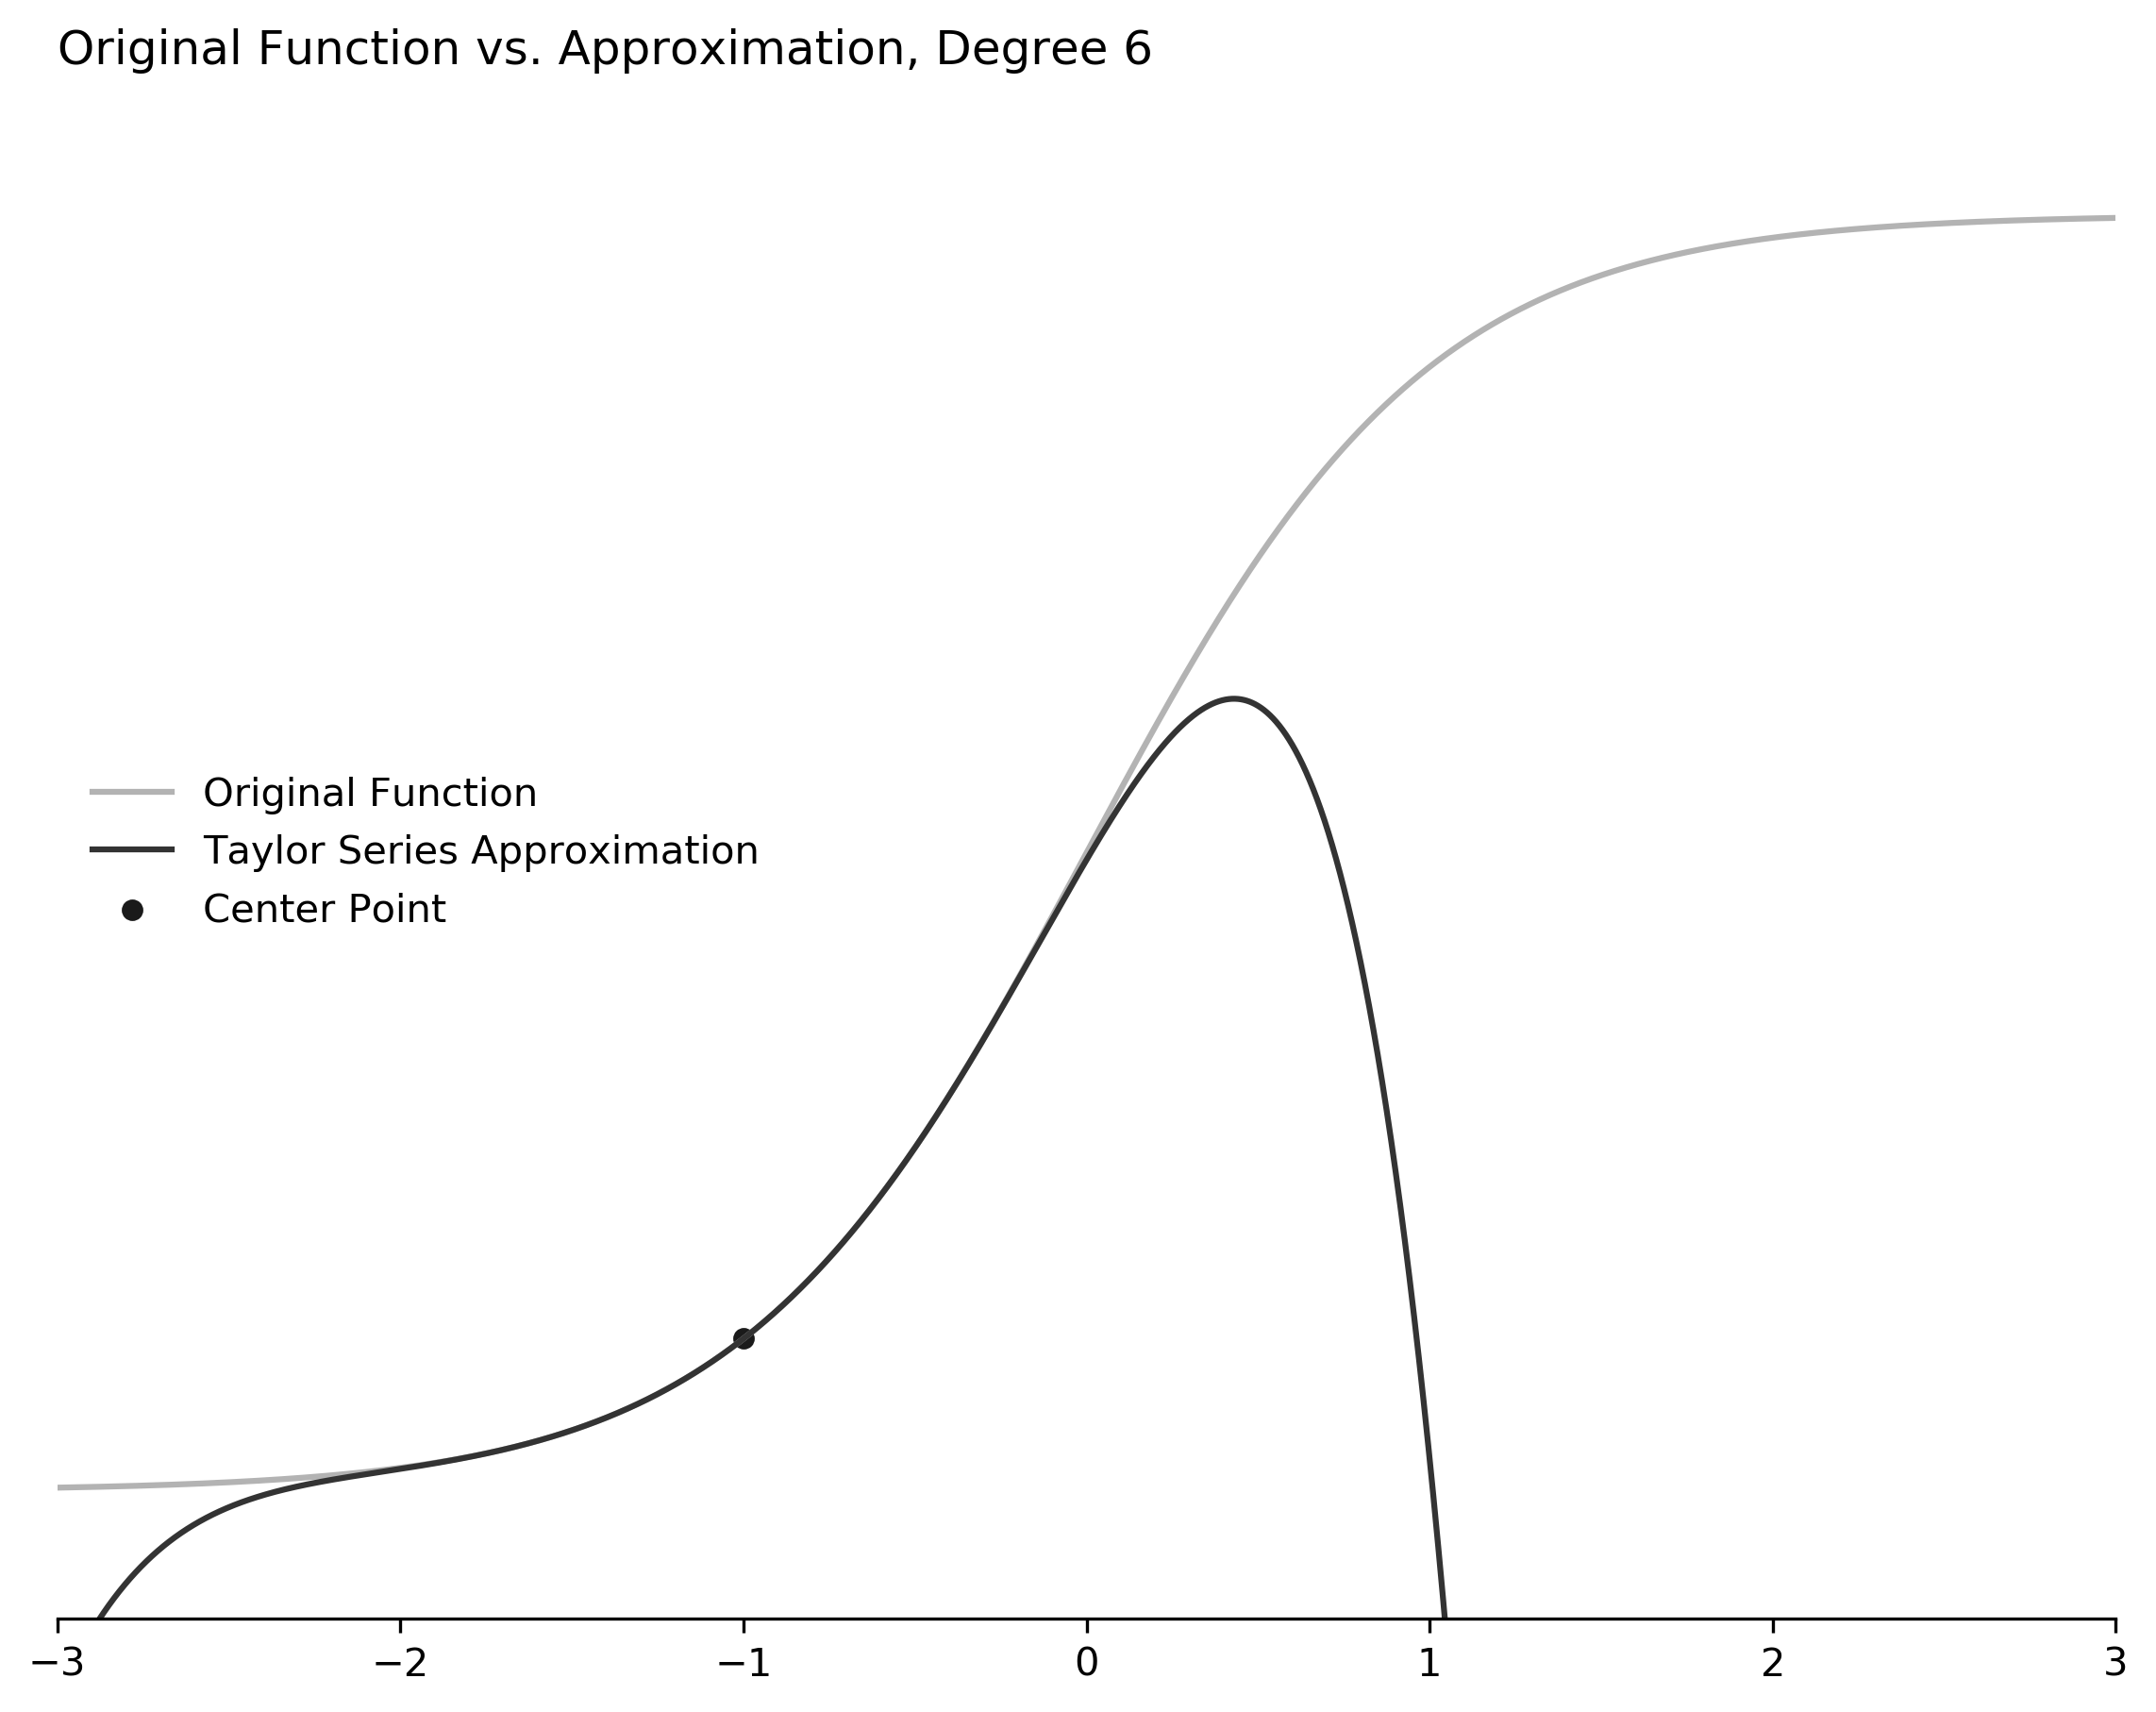 Original Function vs. Approximation, Degree 6
Original Function
Taylor Series Approximation
Center Point
−3 −2 −1 0 1 2 3